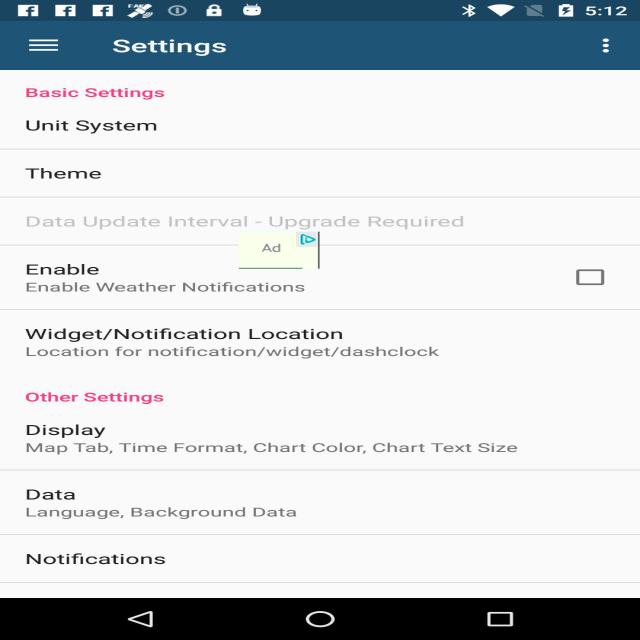 5:12
Settings
Basic Settings
Unit System
Theme
Data Update Interval - Upgrade Required
Ad
Enable
Enable Weather Notifications
Widget/Notification Location
Location for notification/widget/dashclock
Other Settings
Display
Map Tab, Time Format, Chart Color, Chart Text Size
Data
Language, Background Data
Notifications